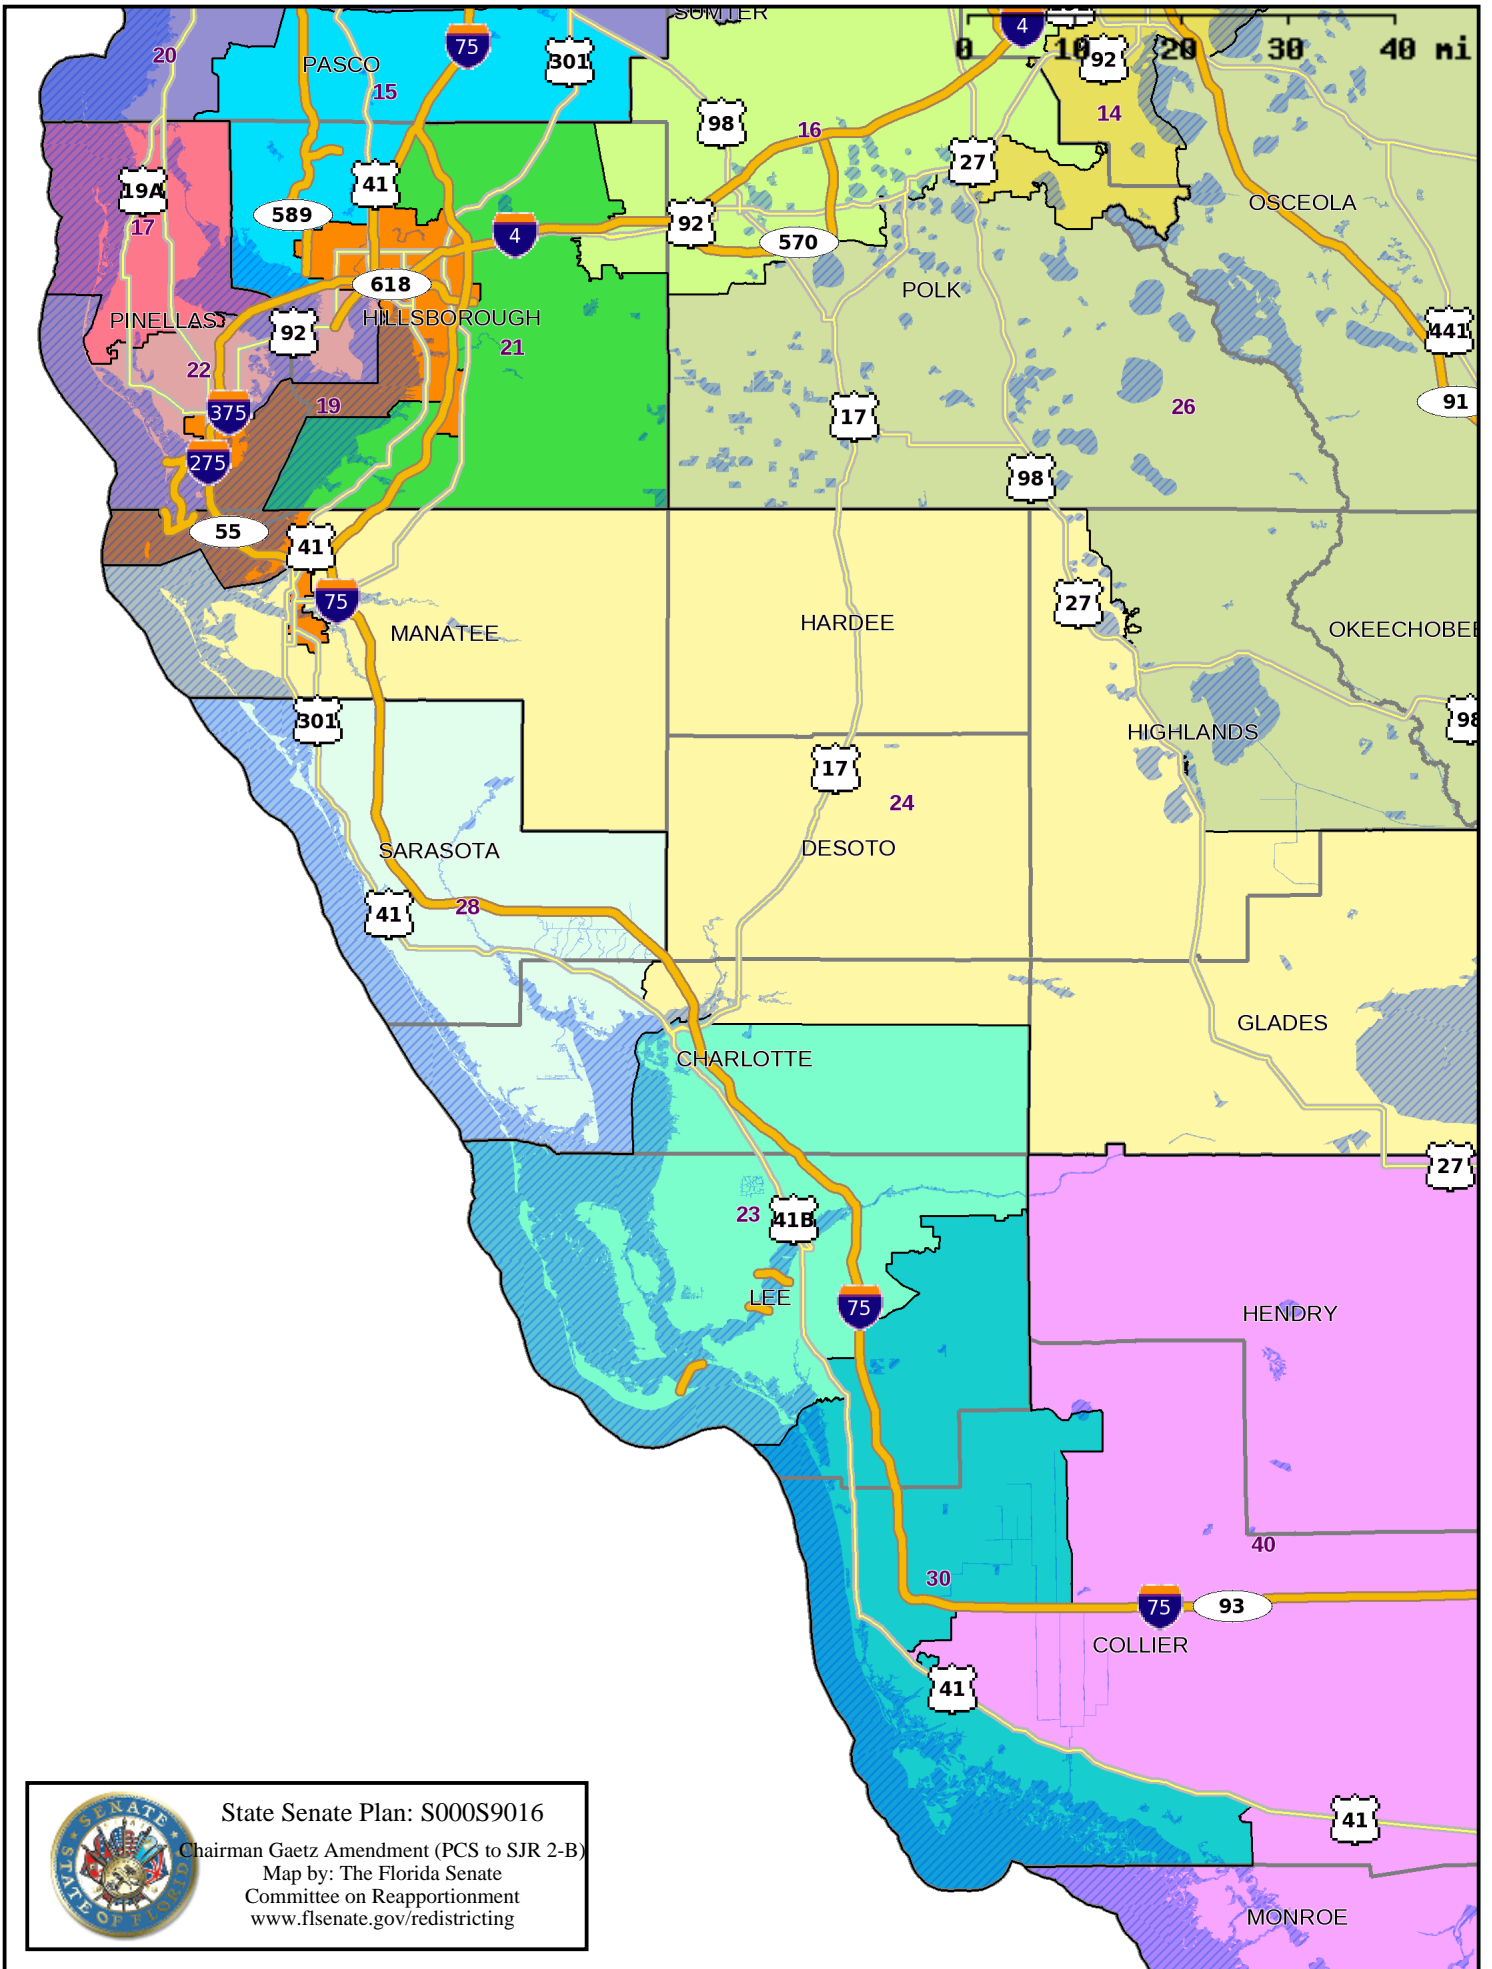 SUMTER
4
0 10 20 30 40 mi
20
PASCO
75
301
92
15
98
16
14
19A
41
27
17
589
OSCEOLA
4
92
570
618
POLK
PINELLAS
92
HILLSBOROUGH
21
441
22
19
375
17
26
91
275
98
55
41
75
27
MANATEE
HARDEE
OKEECHOBEE
301
98
HIGHLANDS
17
24
SARASOTA
DESOTO
28
41
GLADES
CHARLOTTE
27
23
41B
LEE
75
HENDRY
40
30
75
93
COLLIER
41
41
MONROE
State Senate Plan: S000S9016
Chairman Gaetz Amendment (PCS to SJR 2-B)
Map by: The Florida Senate
Committee on Reapportionment
www.flsenate.gov/redistricting
SENATE
STATE OF FLORIDA